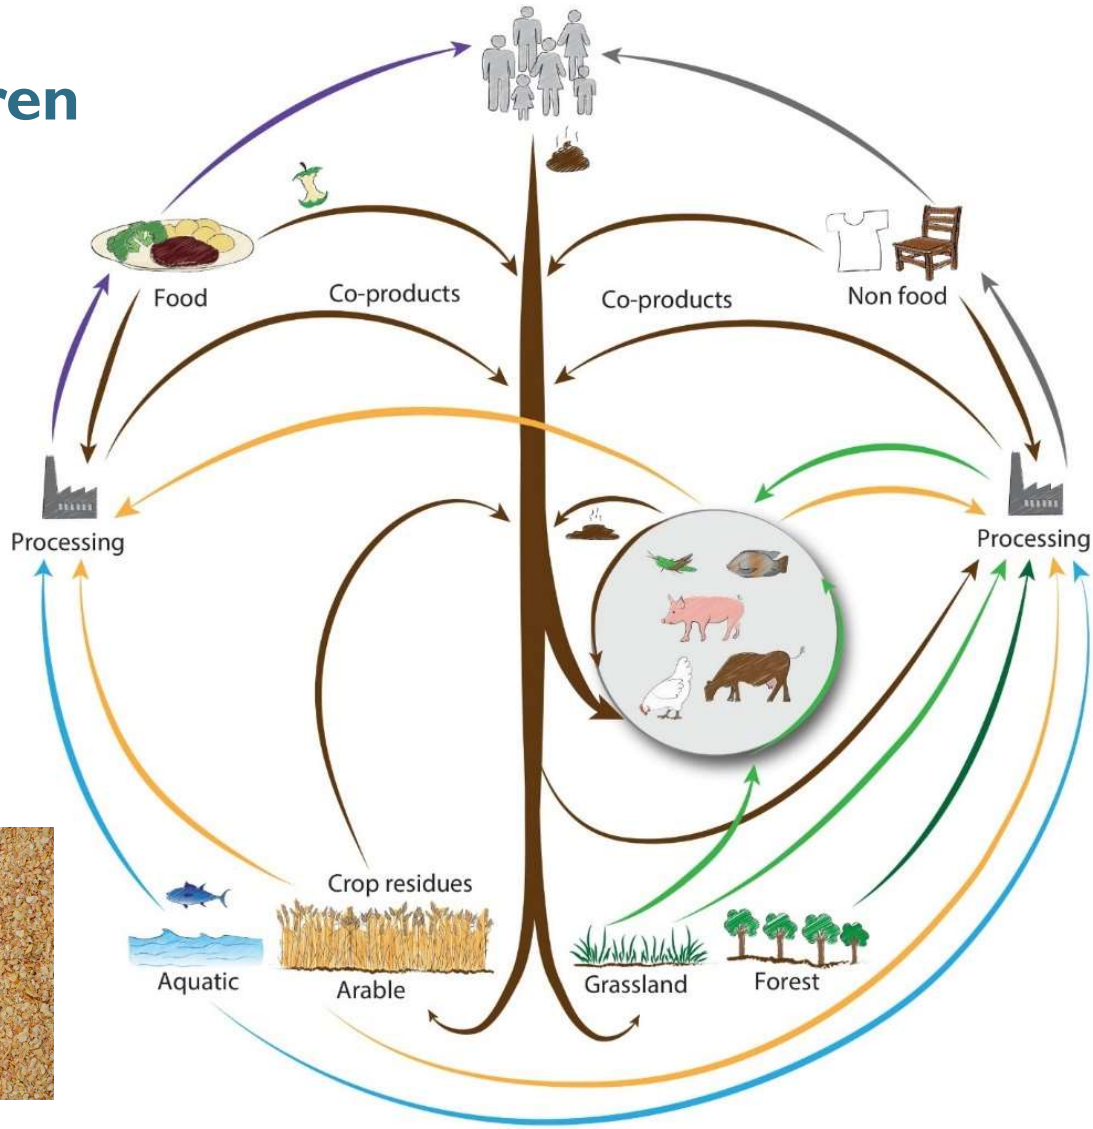 ren
Food
Co-products
Co-products
Non food
Processing
Processing
Crop residues
Aquatic
Arable
Grassland
Forest